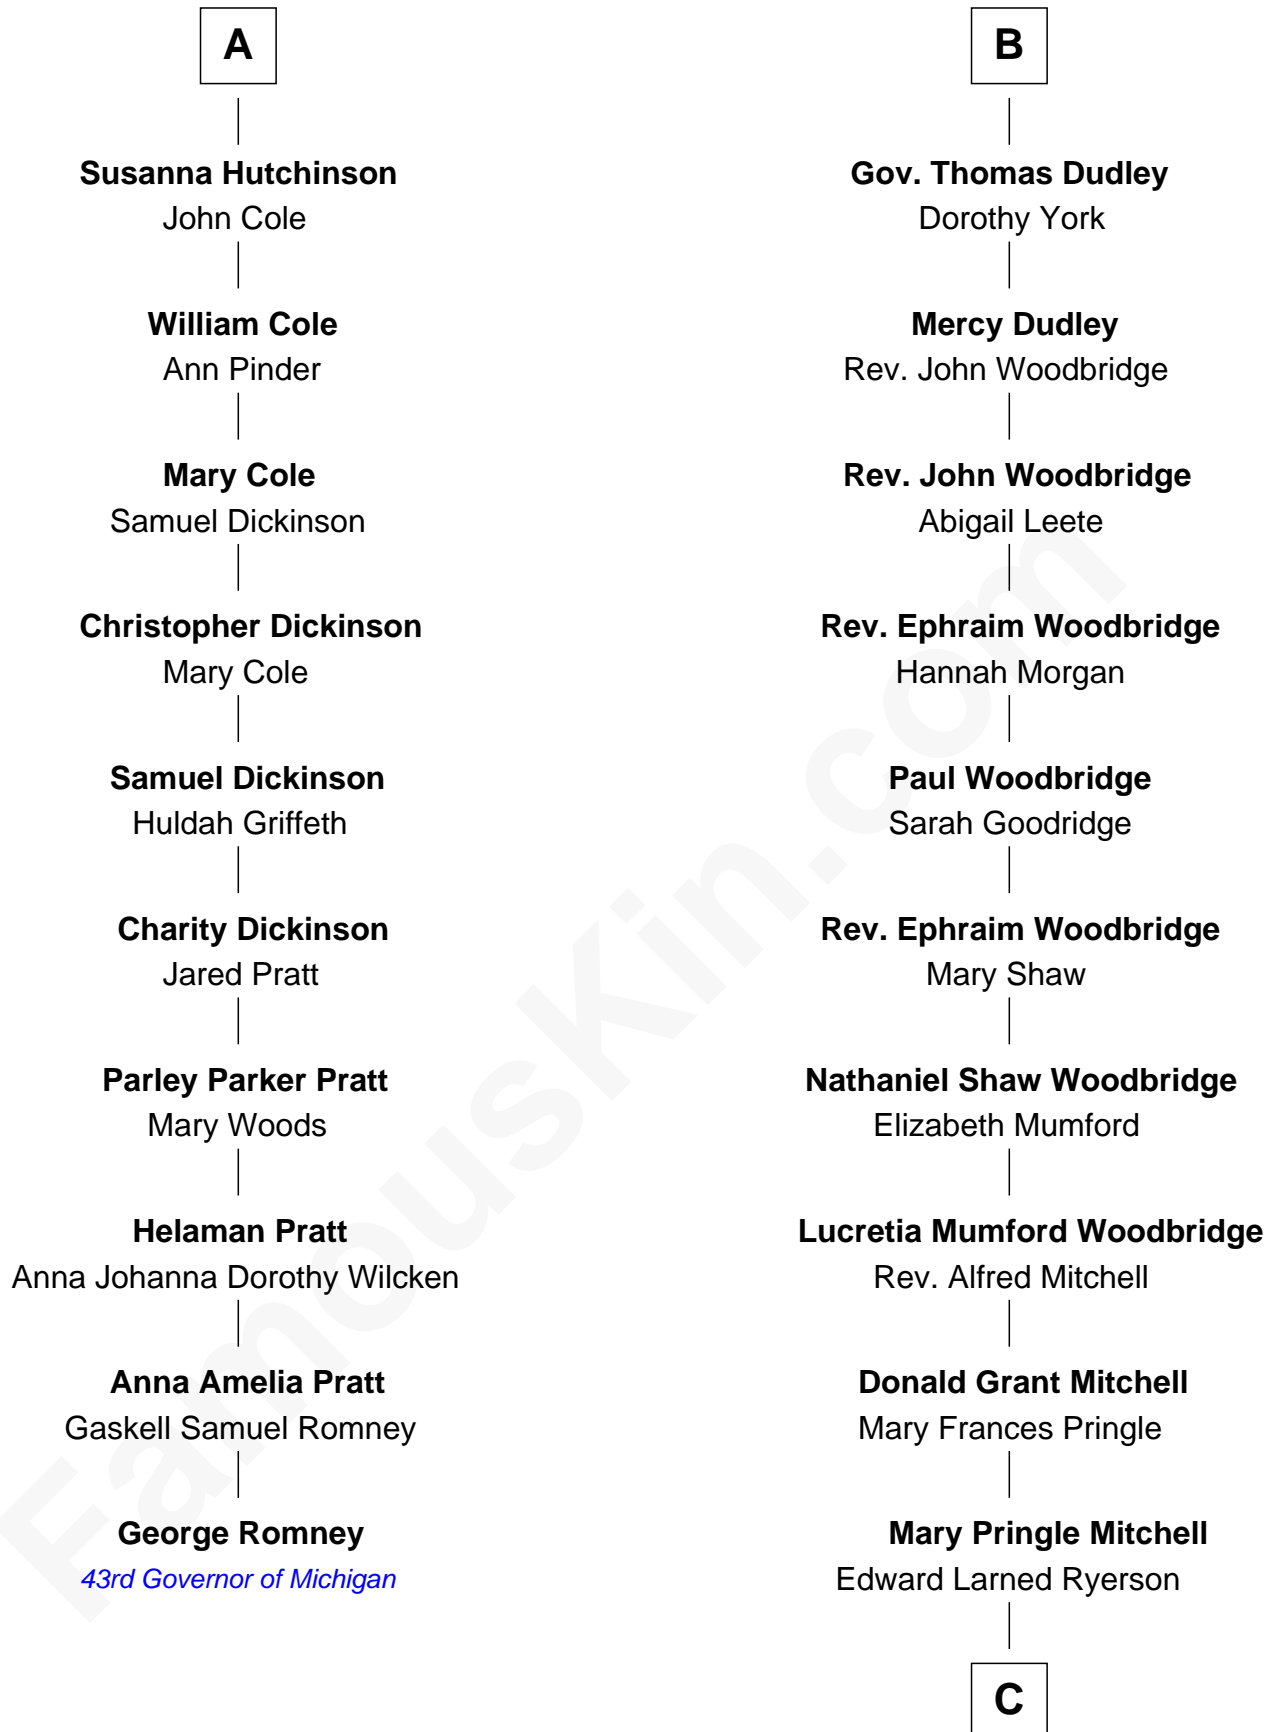 A
Susanna Hutchinson
John Cole
William Cole
Ann Pinder
Mary Cole
Samuel Dickinson
Christopher Dickinson
Mary Cole
Samuel Dickinson
Huldah Griffeth
Charity Dickinson
Jared Pratt
Parley Parker Pratt
Mary Woods
Helaman Pratt
Anna Johanna Dorothy Wilcken
Anna Amelia Pratt
Gaskell Samuel Romney
George Romney
43rd Governor of Michigan
B
Gov. Thomas Dudley
Dorothy York
Mercy Dudley
Rev. John Woodbridge
Rev. John Woodbridge
Abigail Leete
Rev. Ephraim Woodbridge
Hannah Morgan
Paul Woodbridge
Sarah Goodridge
Rev. Ephraim Woodbridge
Mary Shaw
Nathaniel Shaw Woodbridge
Elizabeth Mumford
Lucretia Mumford Woodbridge
Rev. Alfred Mitchell
Donald Grant Mitchell
Mary Frances Pringle
Mary Pringle Mitchell
Edward Larned Ryerson
C
FamousKin.com